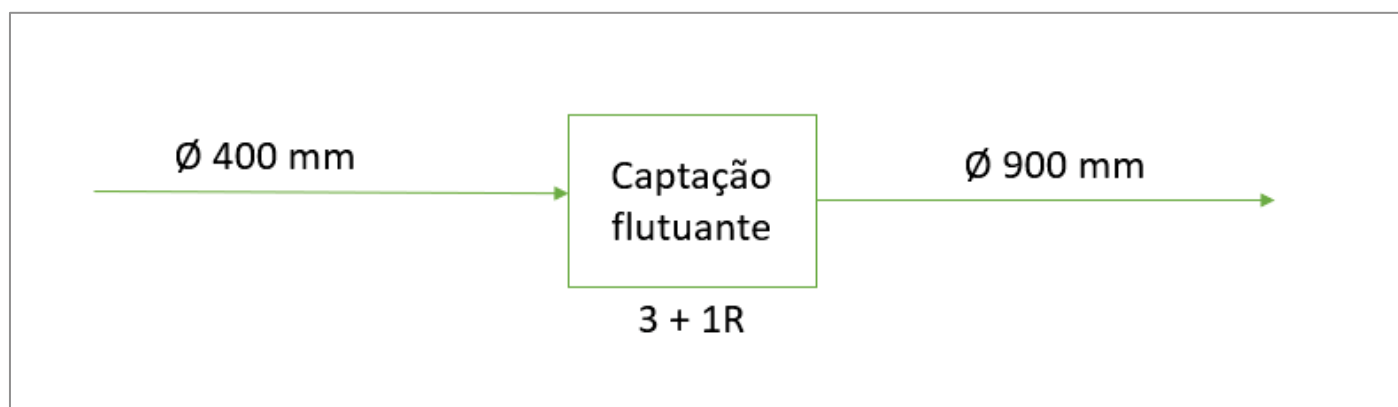 Ø 400 mm
Captação
flutuante
Ø 900 mm
3 + 1R